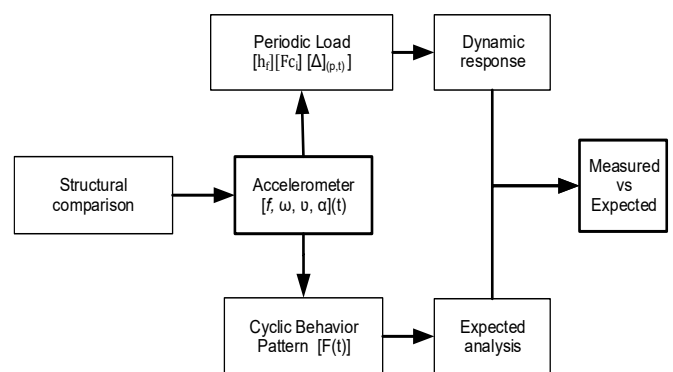 Periodic Load
[h_f][Fc_i] [Δ]_(p,t) ]
Dynamic
response
Structural
comparison
Accelerometer
[f, ω, υ, α](t)
Measured
vs
Expected
Cyclic Behavior
Pattern [F(t)]
Expected
analysis